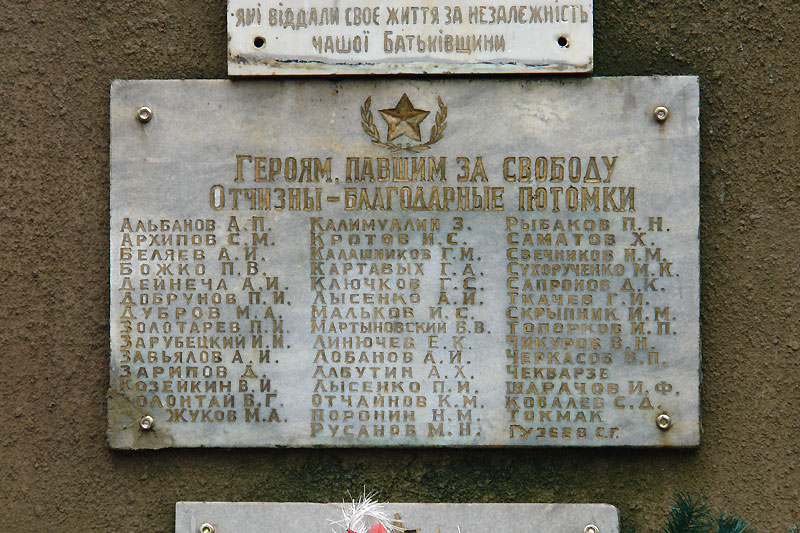 які віддали своє життя за незалежність
нашої Батьківщини
Героям, павшим за свободу
Отчизны – благодарные потомки
Альбанов А.П.
Архипов С.М.
Беляев А.И.
Божко П.В.
Дейнеча А.И.
Добрунов П.И.
Дубров М.А.
Золотарев П.И.
Зарубецкий И.И.
Завьялов А.И.
Зарипов Д.
Козейкин В.И.
Колонтай В.Г.
Жуков М.А.
Калимуллин З.
Кротов И.С.
Калашников Г.М.
Картавых Г.А.
Ключков Г.С.
Лысенко А.И.
Мальков И.С.
Мартыновский Б.В.
Линючев Е.К.
Лобанов А.И.
Лабутин А.Х.
Лысенко П.И.
Отчайнов К.М.
Поронин Н.М.
Русанов М.Н.
Рыбаков П.Н.
Саматов Х.
Свечников Н.М.
Сухорученко И.К.
Сапронов Д.К.
Ткачев Г.И.
Скрыпник И.М.
Топорков И.П.
Чикуров В.Н.
Черкасов В.П.
Чекварзе
Шарачов И.Ф.
Ковалев С.Д.
Токмак
Гузеев С.Г.